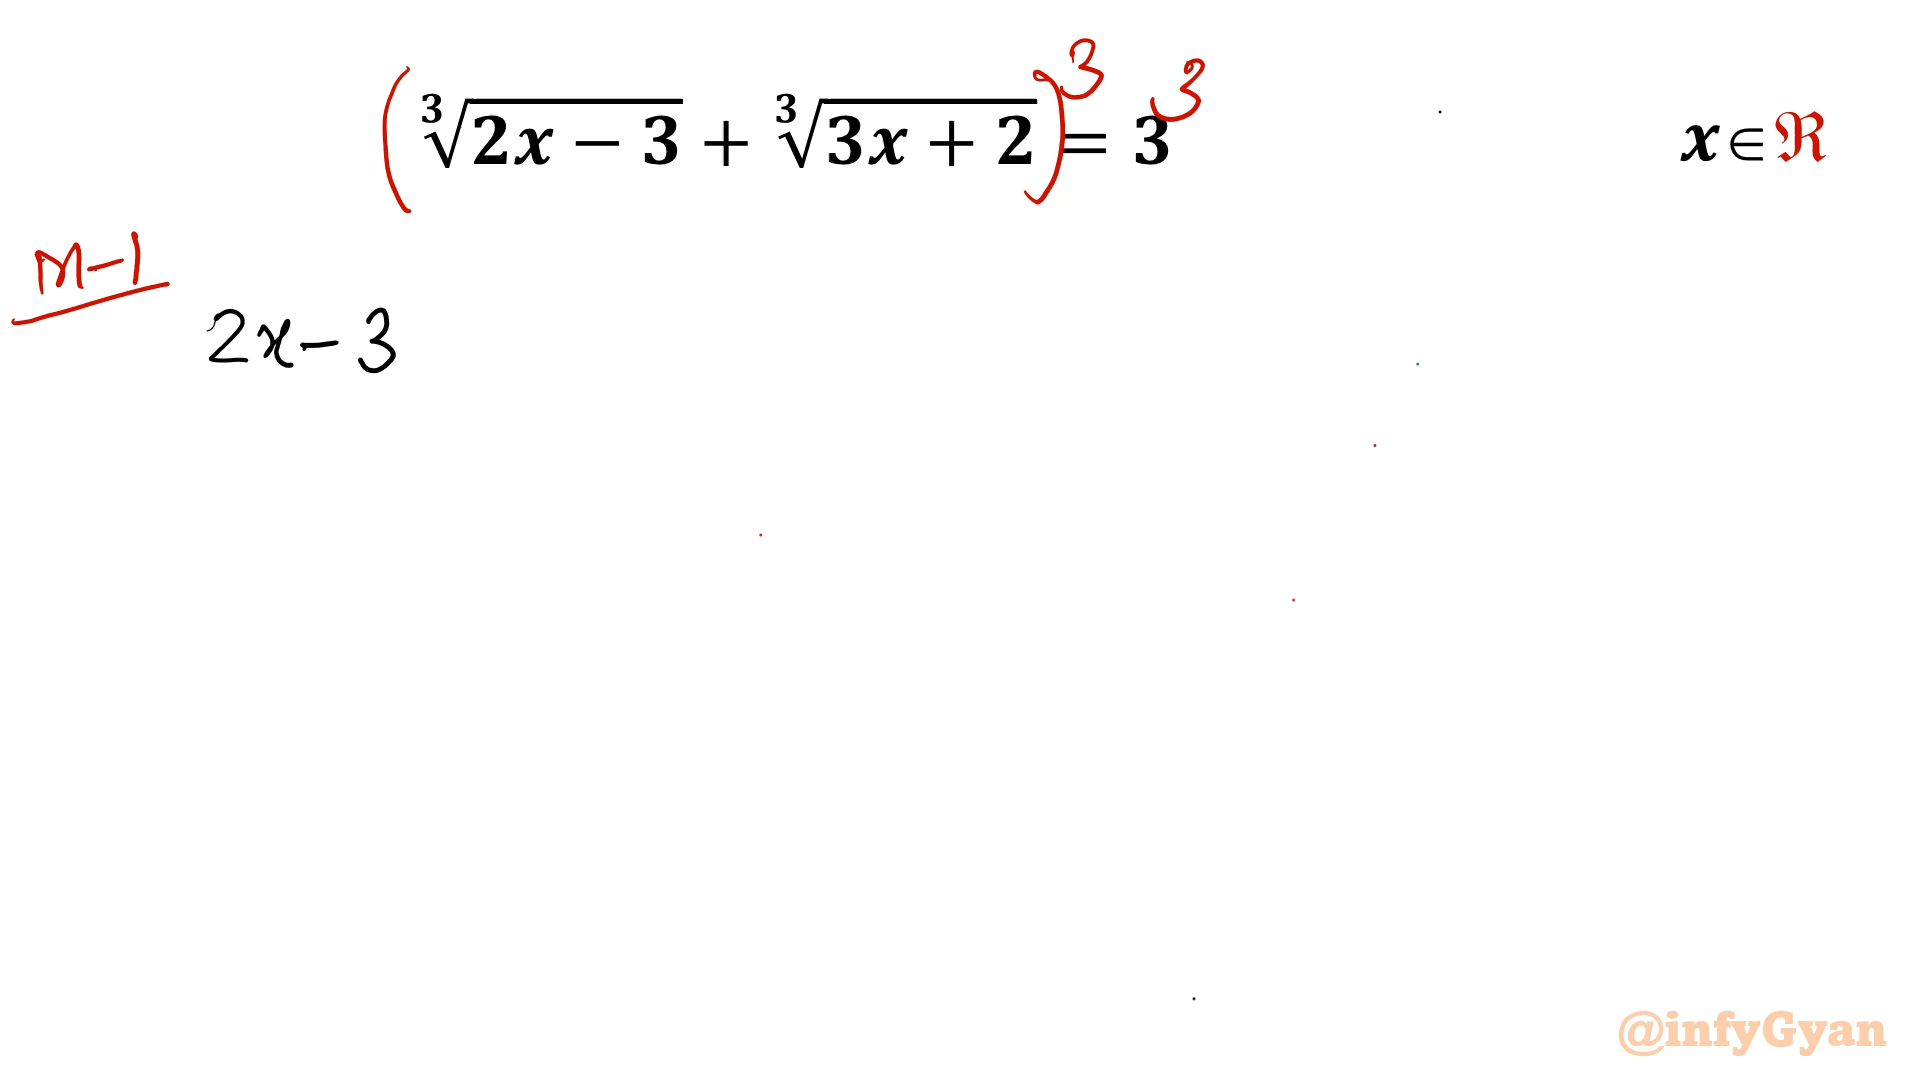 (∛(2x − 3) + ∛(3x + 2))³ = 3³ x ∈ ℜ
M-1
2x - 3
@infyGyan